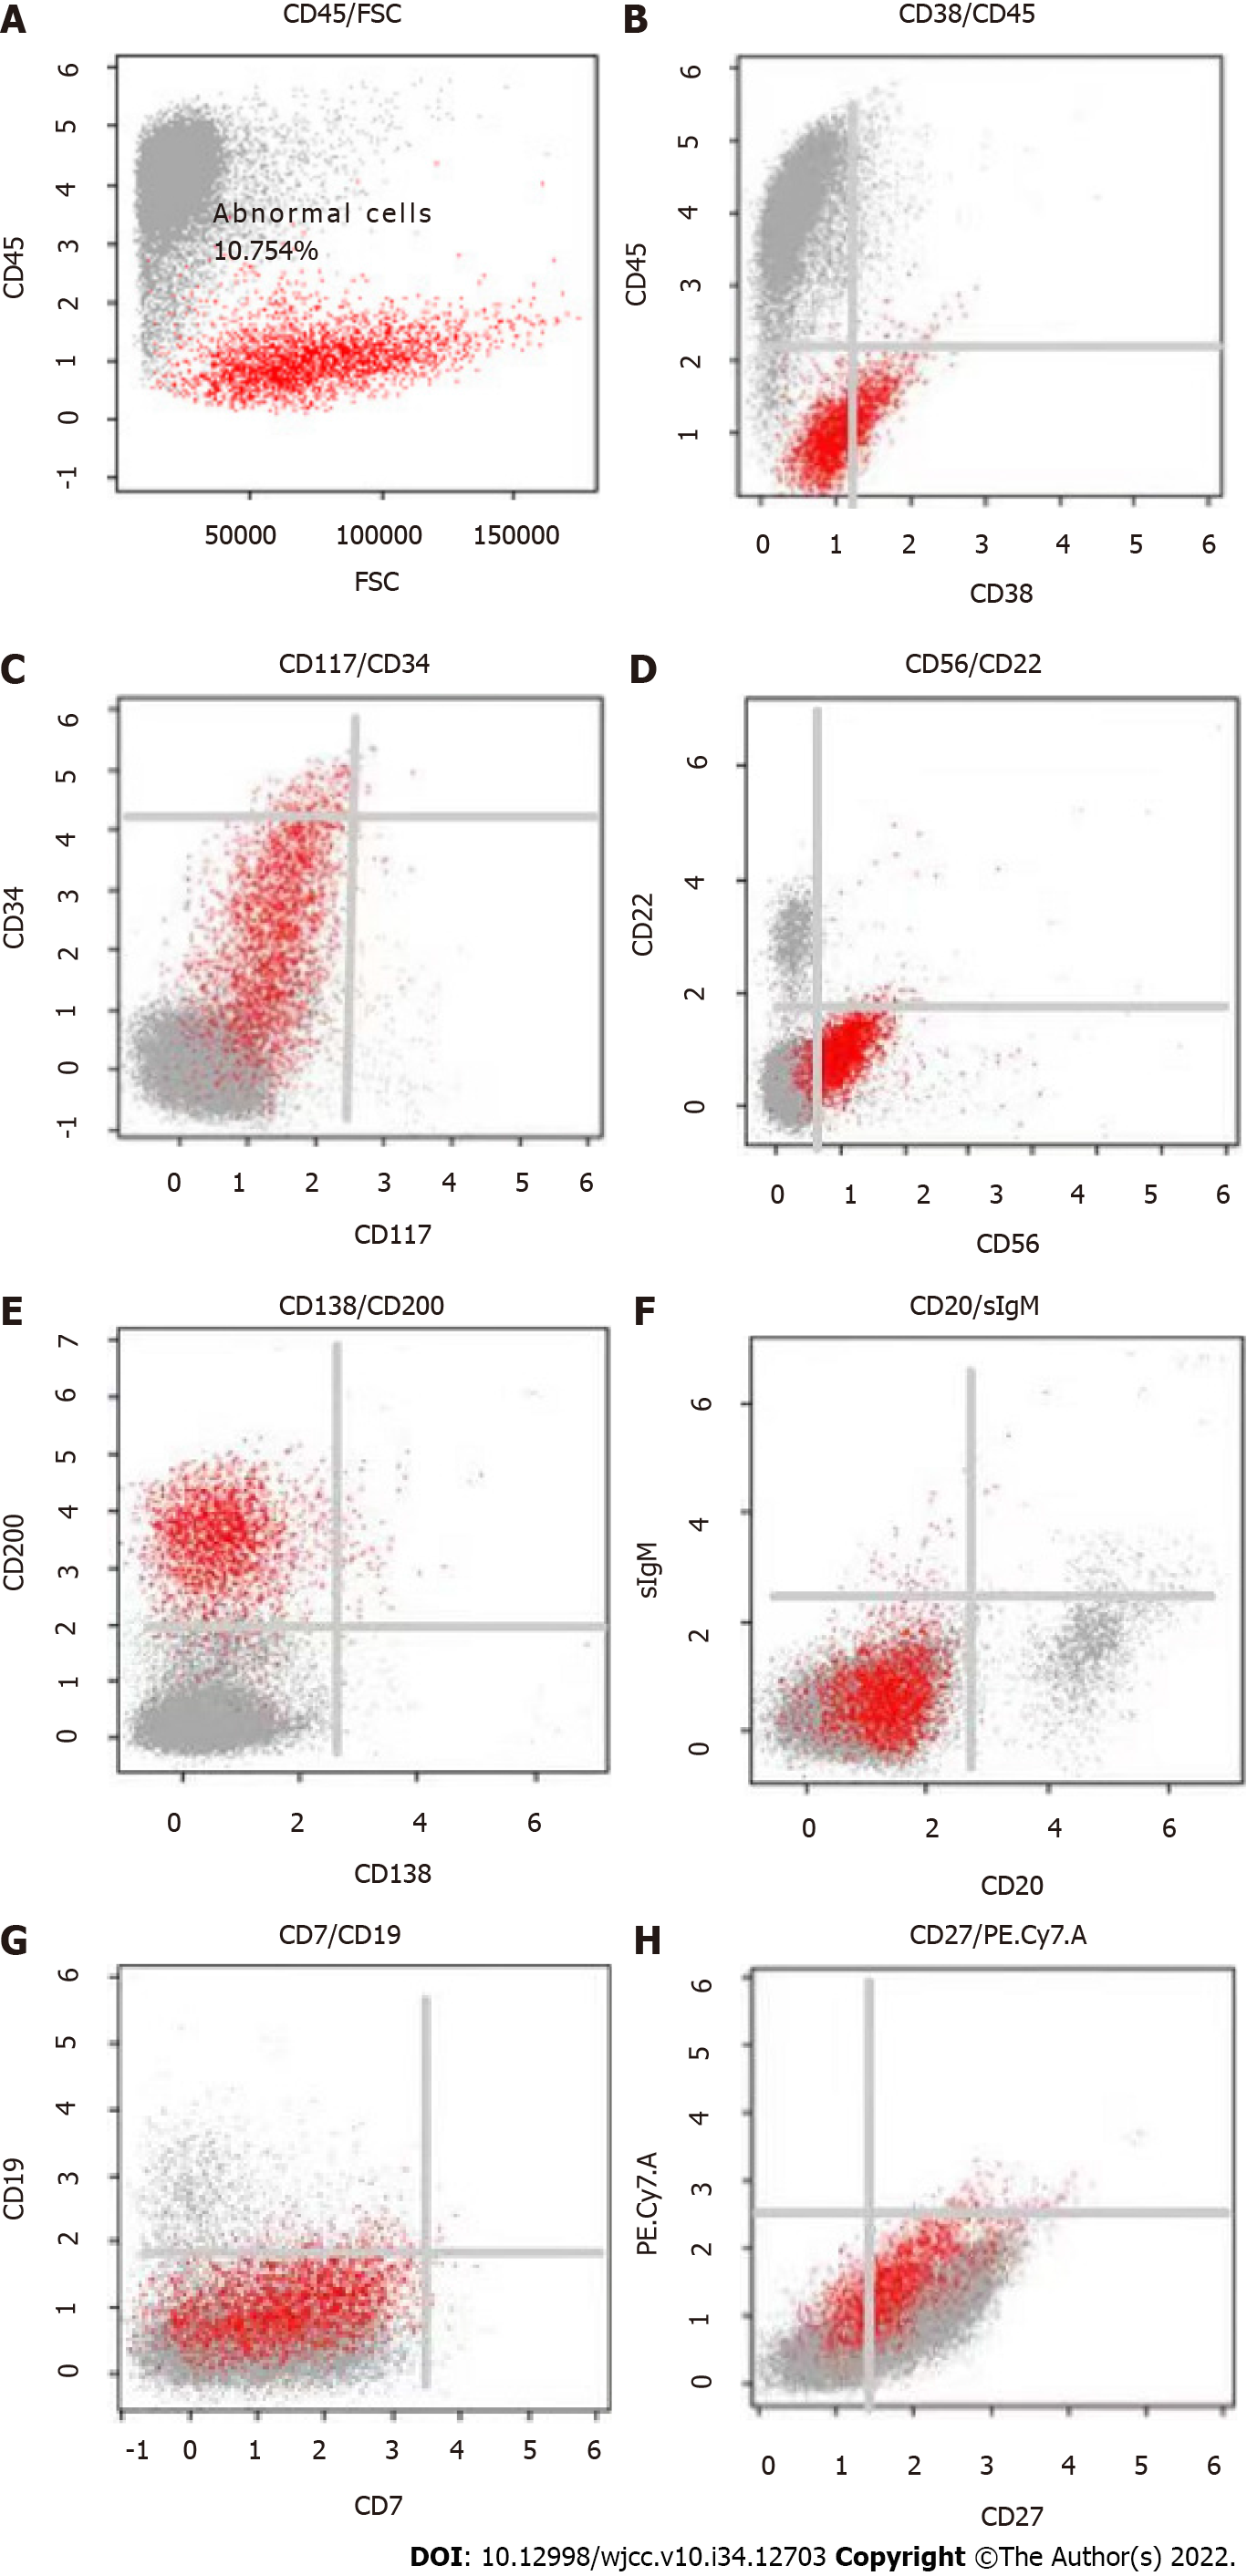 A CD45/FSC
6
5
4
3
2
1
0
-1
CD45
Abnormal cells
10.754%
50000 100000 150000
FSC
B CD38/CD45
6
5
4
3
2
1
CD45
0 1 2 3 4 5 6
CD38
C CD117/CD34
6
5
4
3
2
1
0
-1
CD34
0 1 2 3 4 5 6
CD117
D CD56/CD22
6
4
2
0
CD22
0 1 2 3 4 5 6
CD56
E CD138/CD200
7
6
5
4
3
2
1
0
CD200
0 2 4 6
CD138
F CD20/sIgM
6
4
2
0
sIgM
0 2 4 6
CD20
G CD7/CD19
6
5
4
3
2
1
0
CD19
-1 0 1 2 3 4 5 6
CD7
H CD27/PE.Cy7.A
6
5
4
3
2
1
0
PE.Cy7.A
0 1 2 3 4 5 6
CD27
DOI: 10.12998/wjcc.v10.i34.12703 Copyright ©The Author(s) 2022.